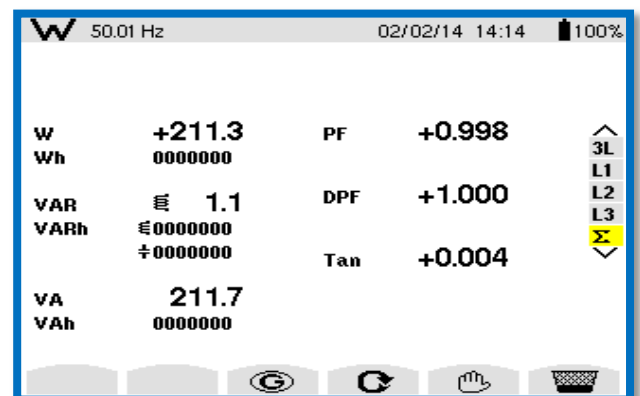 W 50.01 Hz 02/02/14 14:14 100%
W +211.3 PF +0.998
Wh 0000000
3L
L1
VAR 1.1 DPF +1.000 L2
VARh 0000000 L3
÷0000000 Σ
Tan +0.004
VA 211.7
VAh 0000000
G